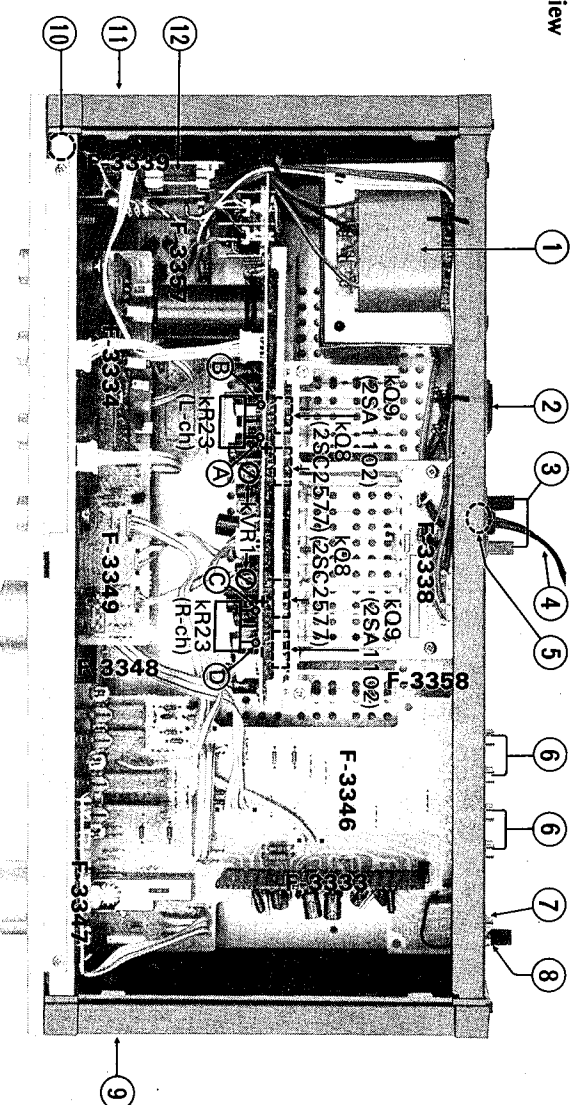 iew
①
②
③
④
⑤
⑥
⑥
⑦
⑧
F-3338
F-3358
kQ9
(2SA1102)
kQ8
(2SC2577)
kQ8
(2SC2577)
kQ9
(2SA1102)
F-3346
F-3333
Ⓑ
kR23
(L-ch)
Ⓐ
kVR1
Ⓒ
kR23
(R-ch)
Ⓓ
F-3357
F-3339
F-3334
F-3349
F-3348
F-3347
⑫
⑪
⑩
⑨